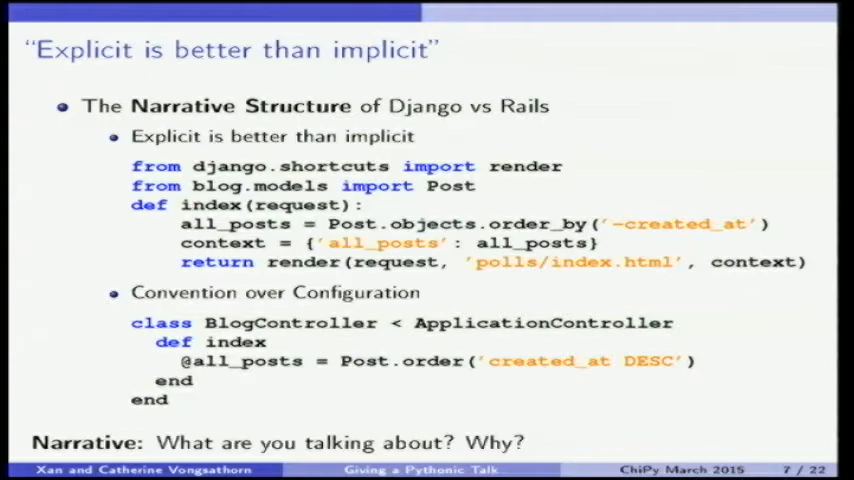 “Explicit is better than implicit”
The Narrative Structure of Django vs Rails
Explicit is better than implicit
from django.shortcuts import render
from blog.models import Post
def index(request):
all_posts = Post.objects.order_by('-created_at')
context = {'all_posts': all_posts}
return render(request, 'polls/index.html', context)
Convention over Configuration
class BlogController < ApplicationController
def index
@all_posts = Post.order('created_at DESC')
end
end
Narrative: What are you talking about? Why?
Xan and Catherine Vongsathorn Giving a Pythonic Talk ChiPy March 2015 7 / 22